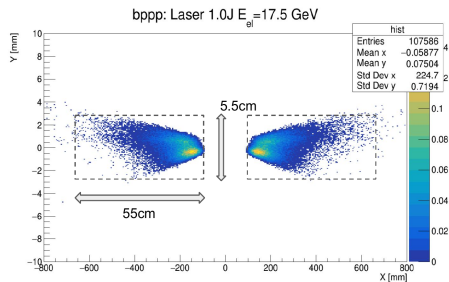 bppp: Laser 1.0J E_el=17.5 GeV
hist
Entries 107586
Mean x −0.05877
Mean y 0.07504
Std Dev x 224.7
Std Dev y 0.7194
Y [mm]
10
8
6
4
2
0
−2
−4
−6
−8
−10
5.5cm
55cm
−800 −600 −400 −200 0 200 400 600 800
X [mm]
4
2
0.1
0.08
0.06
0.04
0.02
0